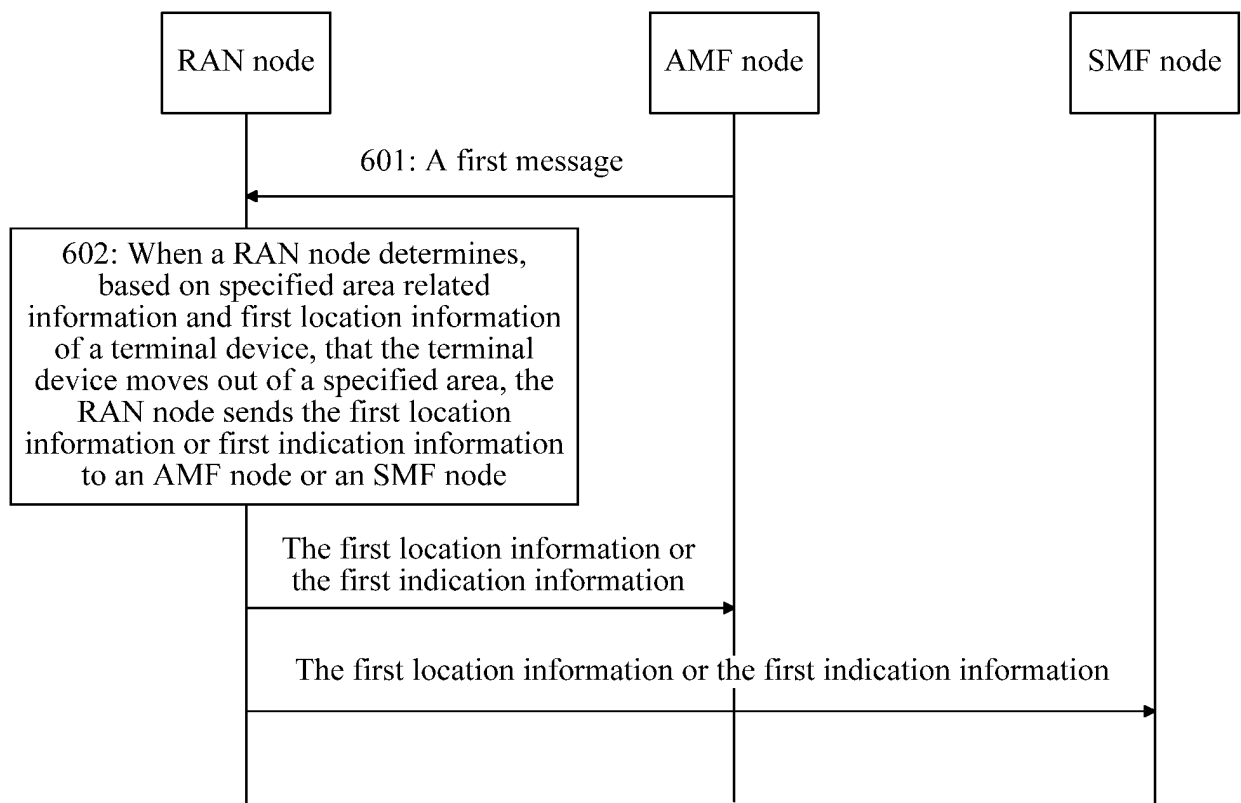 RAN node
AMF node
SMF node
601: A first message
602: When a RAN node determines,
based on specified area related
information and first location information
of a terminal device, that the terminal
device moves out of a specified area, the
RAN node sends the first location
information or first indication information
to an AMF node or an SMF node
The first location information or
the first indication information
The first location information or the first indication information